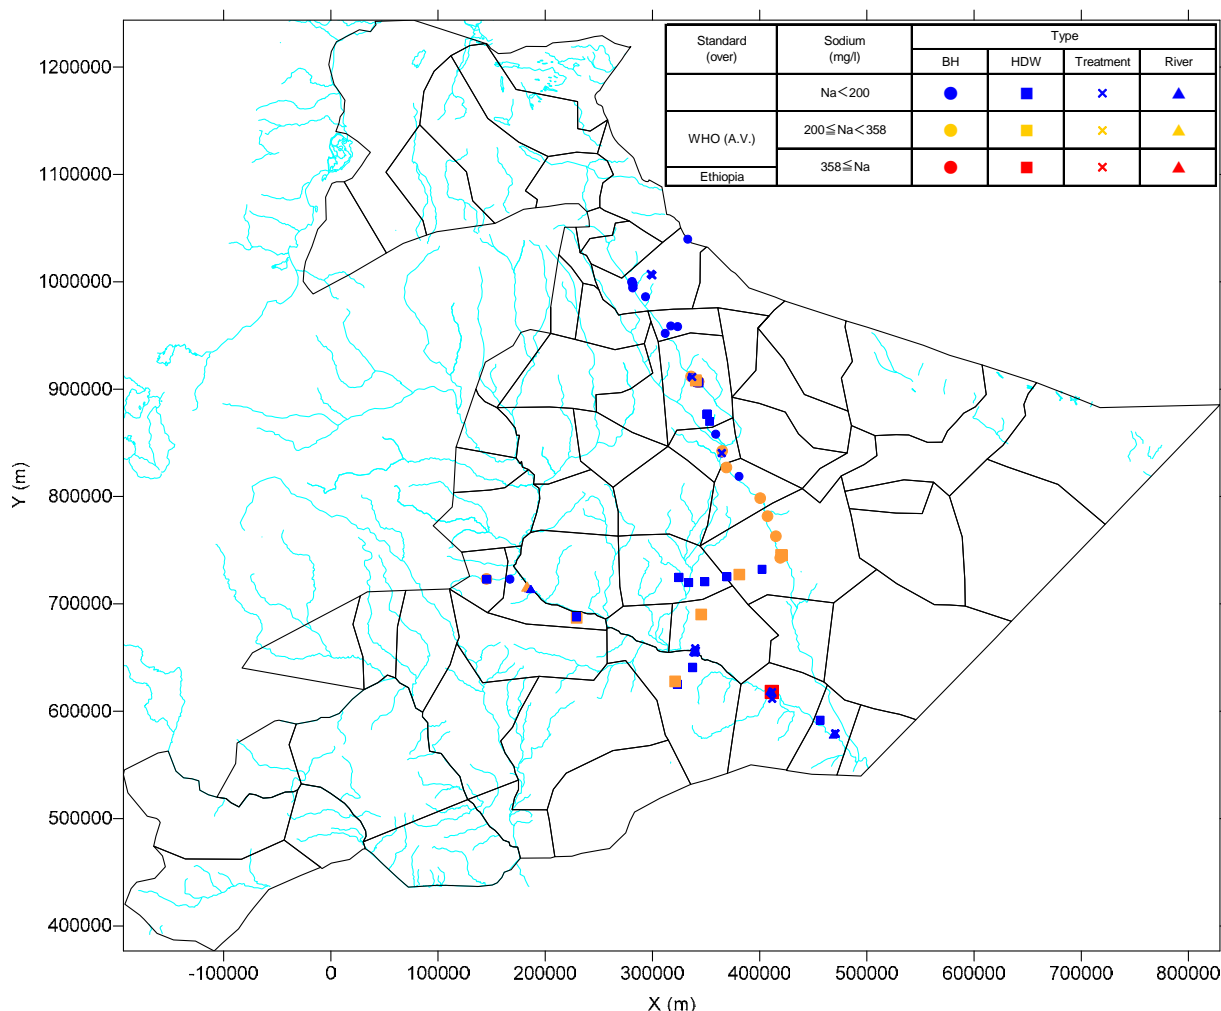 Standard
(over)
Sodium
(mg/l)
Type
BH HDW Treatment River
Na＜200
WHO (A.V.)
200≦Na＜358
358≦Na
Ethiopia
1200000
1100000
1000000
900000
800000
700000
600000
500000
400000
Y (m)
-100000 0 100000 200000 300000 400000 500000 600000 700000 800000
X (m)